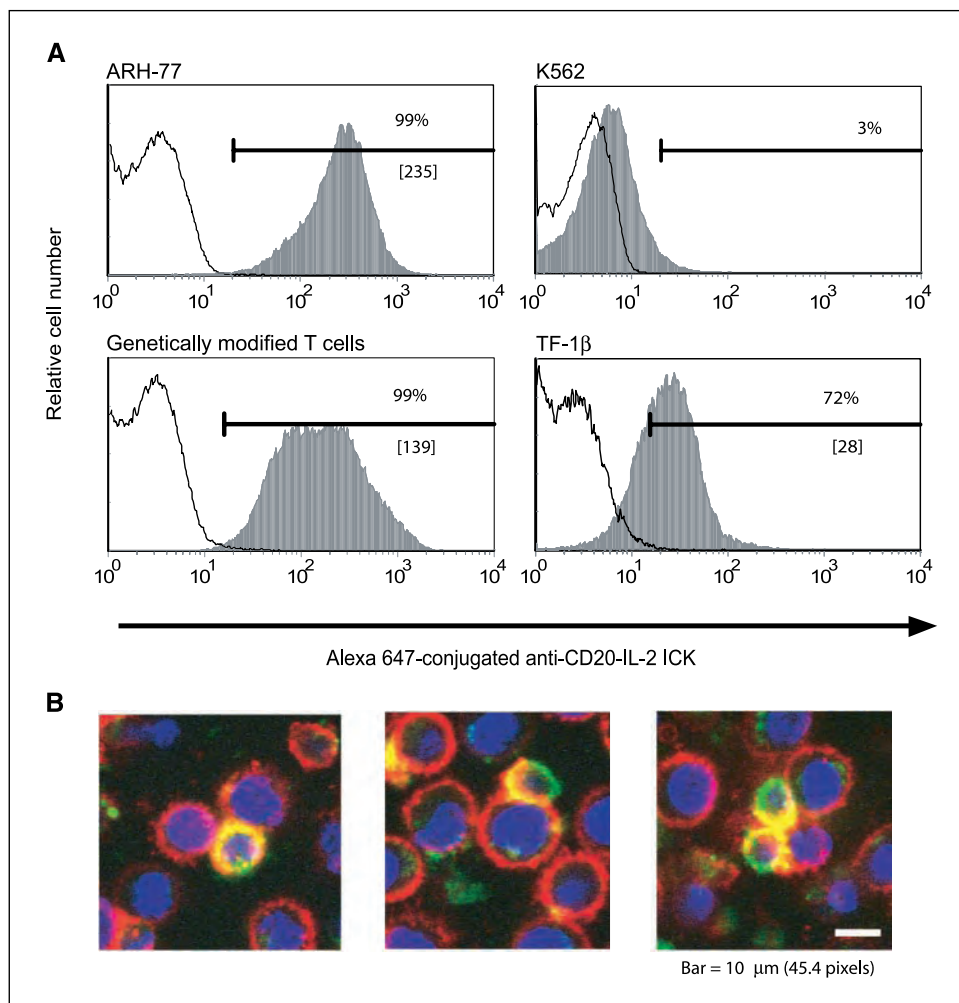 A
ARH-77
K562
99%
3%
[235]
10^0 10^1 10^2 10^3 10^4
10^0 10^1 10^2 10^3 10^4
Relative cell number
Genetically modified T cells
TF-1β
99%
72%
[139]
[28]
10^0 10^1 10^2 10^3 10^4
10^0 10^1 10^2 10^3 10^4
Alexa 647-conjugated anti-CD20-IL-2 ICK
B
Bar = 10 μm (45.4 pixels)